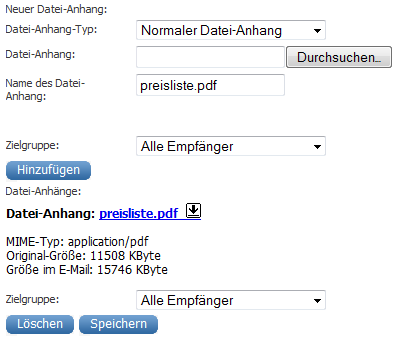 Neuer Datei-Anhang:
Datei-Anhang-Typ: Normaler Datei-Anhang
Datei-Anhang: Durchsuchen..
Name des Datei-
Anhang: preisliste.pdf
Zielgruppe: Alle Empfänger
Hinzufügen
Datei-Anhänge:
Datei-Anhang: preisliste.pdf
MIME-Typ: application/pdf
Original-Größe: 11508 KByte
Größe im E-Mail: 15746 KByte
Zielgruppe: Alle Empfänger
Löschen Speichern